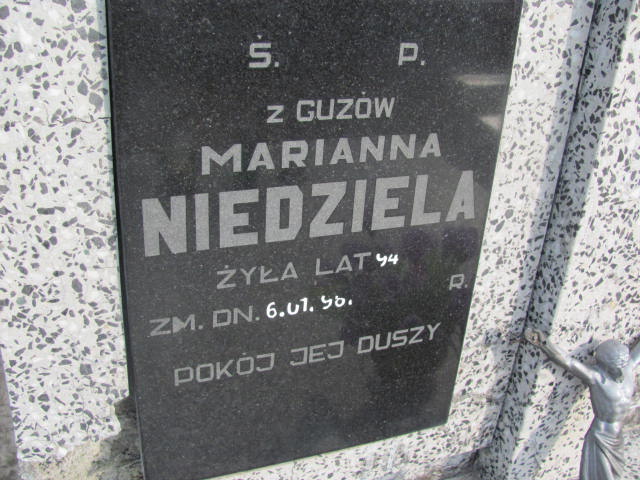 Ś. P.
z GUZÓW
MARIANNA
NIEDZIELA
ŻYŁA LAT 94
ZM. DN. 6.01.98. R.
POKÓJ JEJ DUSZY